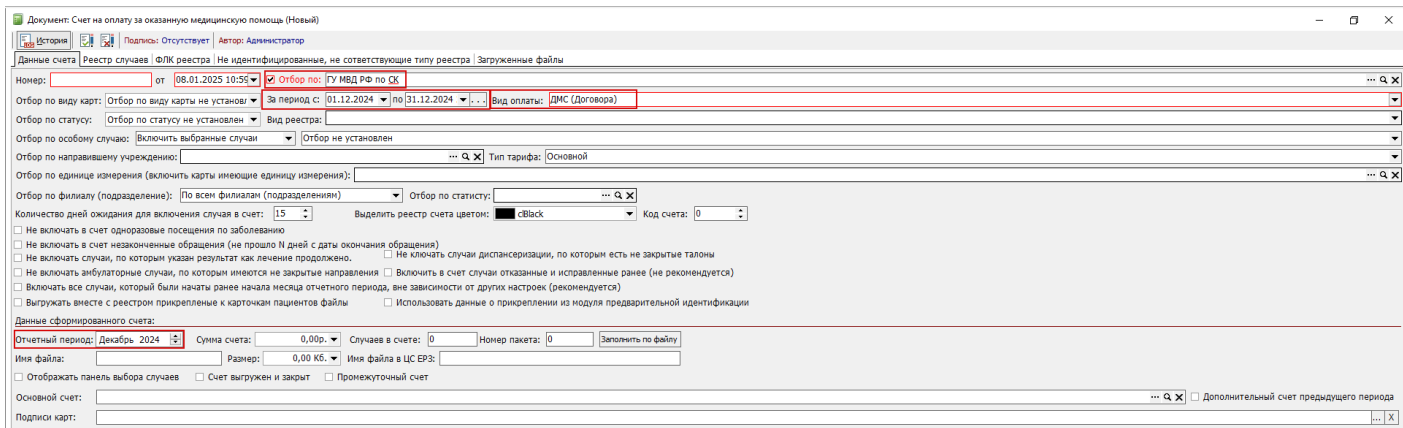 Документ: Счет на оплату за оказанную медицинскую помощь (Новый)
История Подпись: Отсутствует Автор: Администратор
Данные счета Реестр случаев ФЛК реестра Не идентифицированные, не сответствующие типу реестра Загруженные файлы
Номер: от 08.01.2025 10:59 Отбор по: ГУ МВД РФ по СК
Отбор по виду карт: Отбор по виду карты не установл За период с: 01.12.2024 по 31.12.2024 ... Вид оплаты: ДМС (Договора)
Отбор по статусу: Отбор по статусу не установлен Вид реестра:
Отбор по особому случаю: Включить выбранные случаи Отбор не установлен
Отбор по направившему учреждению: Тип тарифа: Основной
Отбор по единице измерения (включить карты имеющие единицу измерения):
Отбор по филиалу (подразделение): По всем филиалам (подразделениям) Отбор по статисту:
Количество дней ожидания для включения случая в счет: 15 Выделить реестр счета цветом: clBlack Код счета: 0
Не включать в счет одноразовые посещения по заболеванию
Не включать в счет незаконченные обращения (не прошло N дней с даты окончания обращения)
Не включать случаи, по которым указан результат как лечение продолжено. Не ключать случаи диспансеризации, по которым есть не закрытые талоны
Не включать амбулаторные случаи, по которым имеются не закрытые направления Включить в счет случаи отказанные и исправленные ранее (не рекомендуется)
Включать все случаи, который были начаты ранее начала месяца отчетного периода, вне зависимости от других настроек (рекомендуется)
Выгружать вместе с реестром прикрепленые к карточкам пациентов файлы Использовать данные о прикреплении из модуля предварительной идентификации
Данные сформированного счета:
Отчетный период: Декабрь 2024 Сумма счета: 0,00р. Случаев в счете: 0 Номер пакета: 0 Заполнить по файлу
Имя файла: Размер: 0,00 Кб. Имя файла в ЦС ЕРЗ:
Отображать панель выбора случаев Счет выгружен и закрыт Промежуточный счет
Основной счет: Дополнительный счет предыдущего периода
Подписи карт: ... X